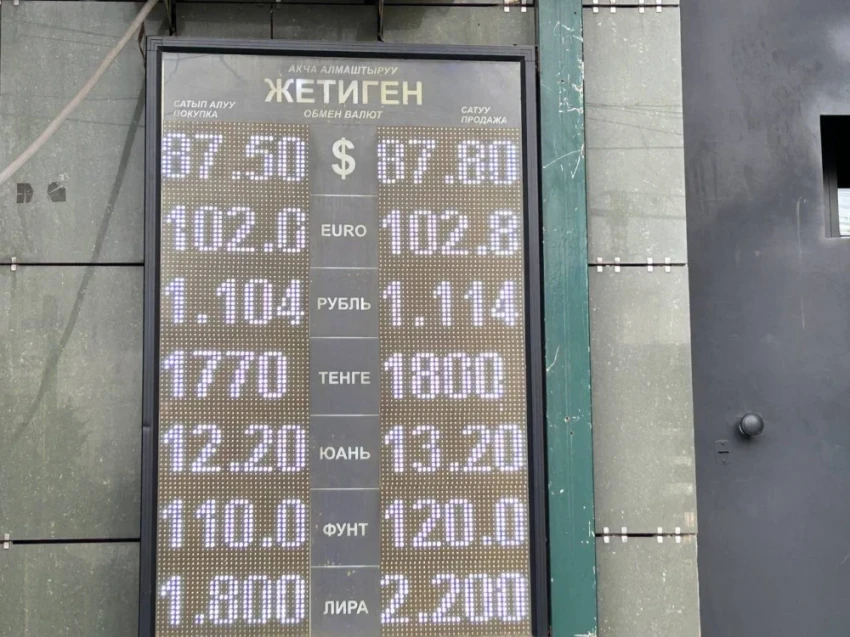 АКЧА АЛМАШТЫРУУ
ЖЕТИГЕН
САТЫП АЛУУ
ПОКУПКА
ОБМЕН ВАЛЮТ
САТУУ
ПРОДАЖА
87.50 $ 87.80
102.0 EURO 102.8
1.104 РУБЛЬ 1.114
1770 ТЕНГЕ 1800
12.20 ЮАНЬ 13.20
110.0 ФУНТ 120.0
1.800 ЛИРА 2.200